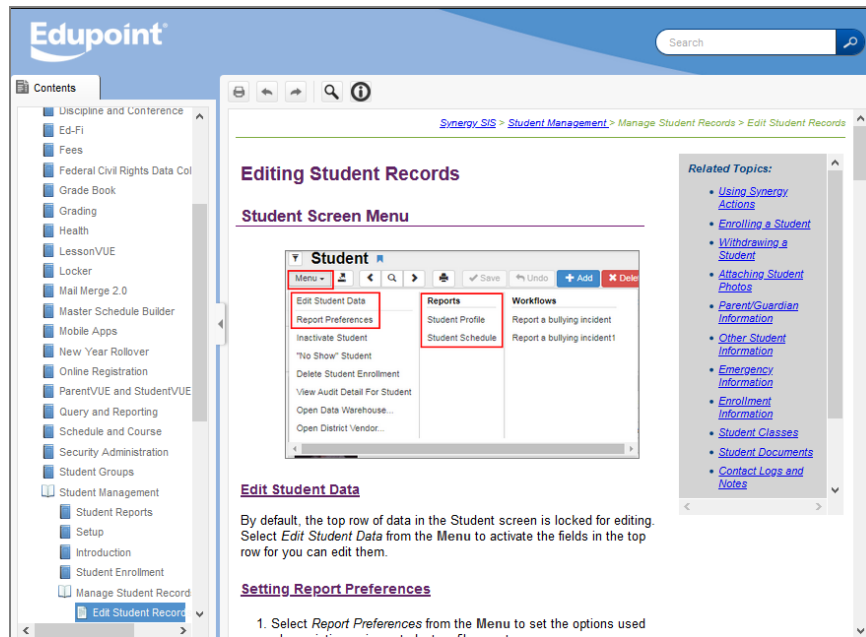 Edupoint
Search
Contents
Synergy SIS > Student Management > Manage Student Records > Edit Student Records
Discipline and Conference
Ed-Fi
Fees
Federal Civil Rights Data Col
Grade Book
Grading
Health
LessonVUE
Locker
Mail Merge 2.0
Master Schedule Builder
Mobile Apps
New Year Rollover
Online Registration
ParentVUE and StudentVUE
Query and Reporting
Schedule and Course
Security Administration
Student Groups
Student Management
Student Reports
Setup
Introduction
Student Enrollment
Manage Student Record
Edit Student Record
Editing Student Records
Student Screen Menu
Student
Menu
Save
Undo
Add
Dele
Edit Student Data
Report Preferences
Inactivate Student
"No Show" Student
Delete Student Enrollment
View Audit Detail For Student
Open Data Warehouse...
Open District Vendor...
Reports
Student Profile
Student Schedule
Workflows
Report a bullying incident
Report a bullying incident1
Edit Student Data
By default, the top row of data in the Student screen is locked for editing.
Select Edit Student Data from the Menu to activate the fields in the top
row for you can edit them.
Setting Report Preferences
1. Select Report Preferences from the Menu to set the options used
Related Topics:
Using Synergy
Actions
Enrolling a Student
Withdrawing a
Student
Attaching Student
Photos
Parent/Guardian
Information
Other Student
Information
Emergency
Information
Enrollment
Information
Student Classes
Student Documents
Contact Logs and
Notes